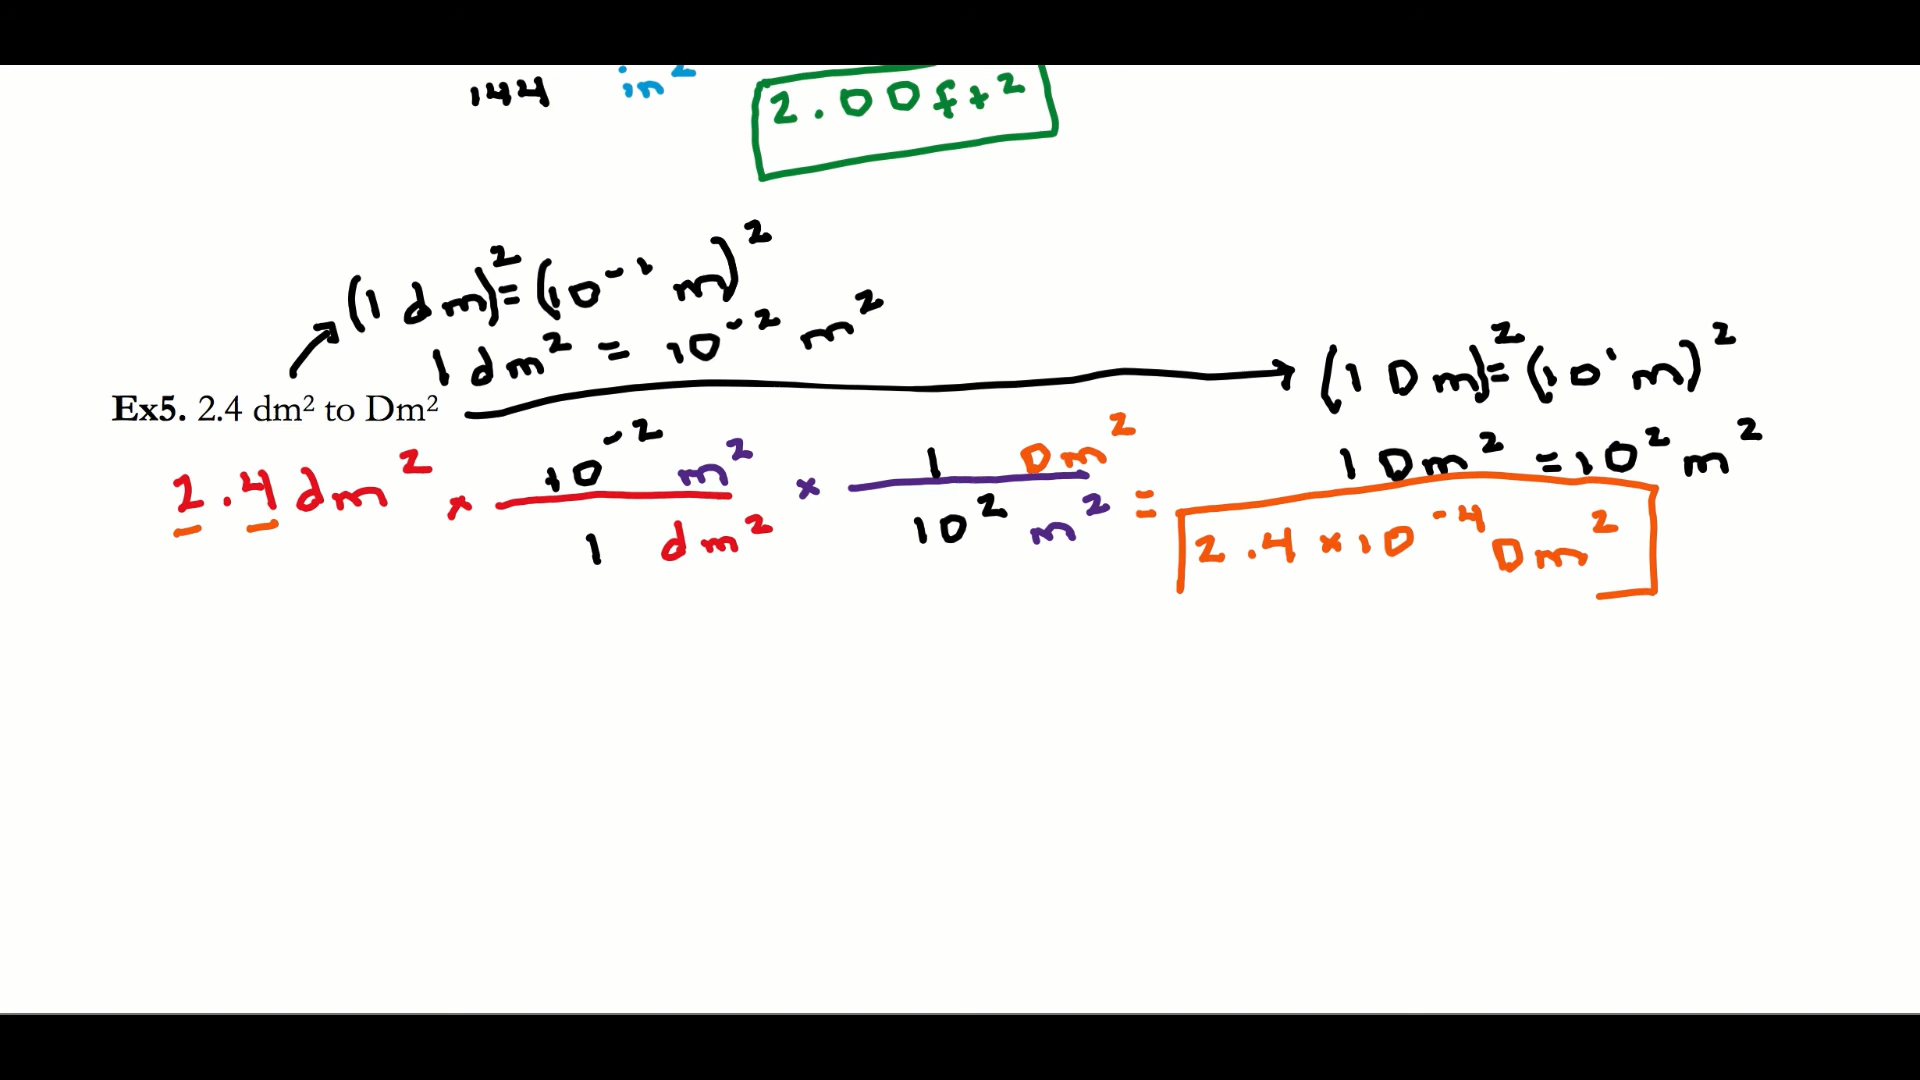 144 in²
2.00 ft²
(1 dm)² = (10⁻¹ m)²
1 dm² = 10⁻² m²
(1 Dm)² = (10¹ m)²
1 Dm² = 10² m²
Ex5. 2.4 dm² to Dm²
2.4 dm² × 10⁻² m² / 1 dm² × 1 Dm² / 10² m² = 2.4 × 10⁻⁴ Dm²